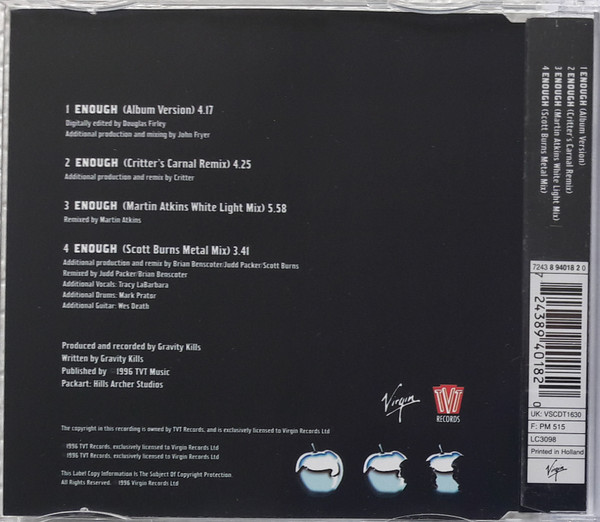 1 ENOUGH (Album Version) 4.17
Digitally edited by Douglas Firley
Additional production and mixing by John Fryer
2 ENOUGH (Critter's Carnal Remix) 4.25
Additional production and remix by Critter
3 ENOUGH (Martin Atkins White Light Mix) 5.58
Remixed by Martin Atkins
4 ENOUGH (Scott Burns Metal Mix) 3.41
Additional production and remix by Brian Benscoter/Judd Packer/Scott Burns
Remixed by Judd Packer/Brian Benscoter
Additional Vocals: Tracy LaBarbara
Additional Drums: Mark Prator
Additional Guitar: Wes Death
Produced and recorded by Gravity Kills
Written by Gravity Kills
Published by ©1996 TVT Music
Packart: Hills Archer Studios
Virgin
TVT
RECORDS
The copyright in this recording is owned by TVT Records, and is exclusively licensed to Virgin Records Ltd
1996 TVT Records, exclusively licensed to Virgin Records Ltd
1996 TVT Records, exclusively licensed to Virgin Records Ltd
This Label Copy Information Is The Subject Of Copyright Protection.
All Rights Reserved. ©1996 Virgin Records Ltd
1 ENOUGH (Album Version)
2 ENOUGH (Critter's Carnal Remix)
3 ENOUGH (Martin Atkins White Light Mix)
4 ENOUGH (Scott Burns Metal Mix)
7243 8 94018 2 0
7 24389 40182 0
UK: VSCDT1630
F: PM 515
LC3098
Printed in Holland
Virgin